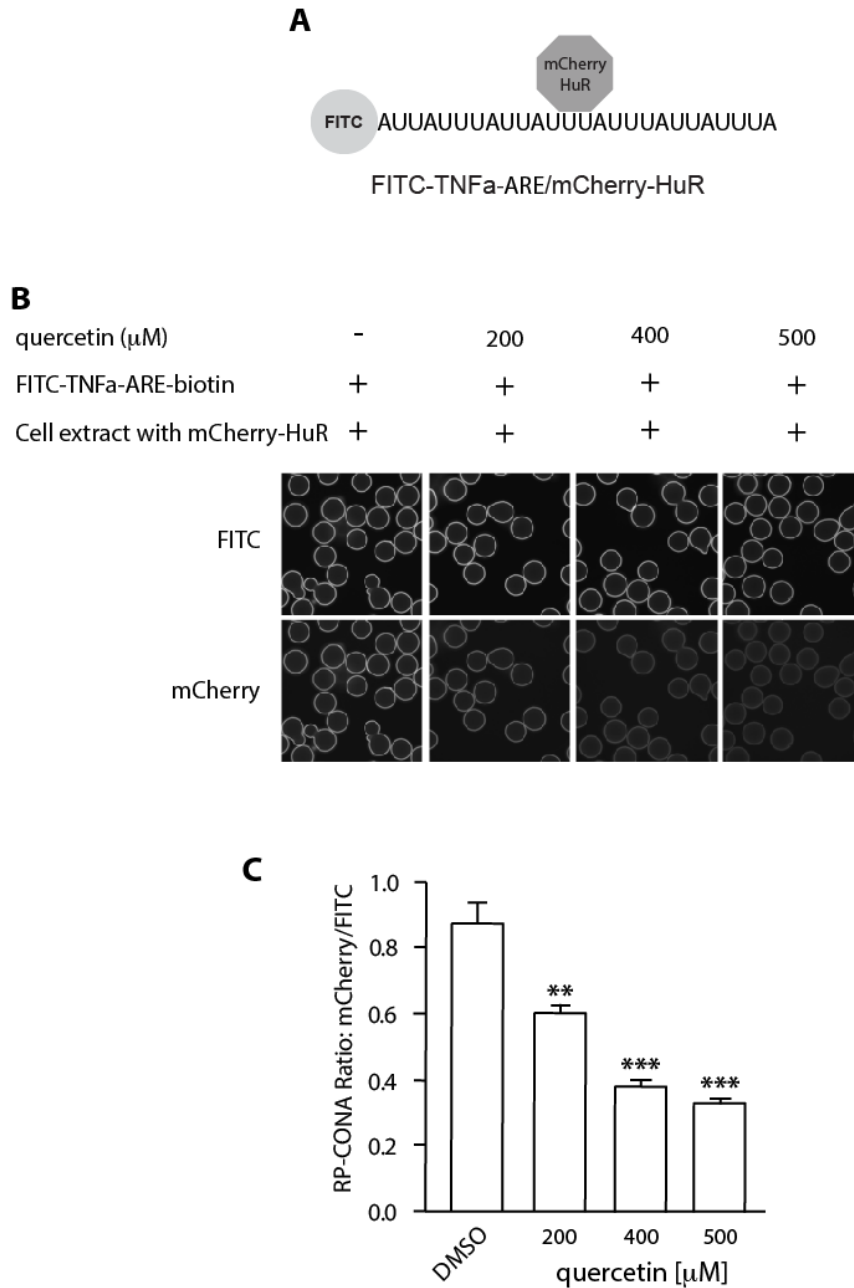 A
mCherry
HuR
FITC AUUAUUUAUUAUUUAUUUAUUAUUUA
FITC-TNFa-ARE/mCherry-HuR
B
quercetin (μM) - 200 400 500
FITC-TNFa-ARE-biotin + + + +
Cell extract with mCherry-HuR + + + +
FITC
mCherry
C
RP-CONA Ratio: mCherry/FITC
1.0
0.8
0.6
0.4
0.2
0.0
**
***
***
DMSO 200 400 500
quercetin [μM]